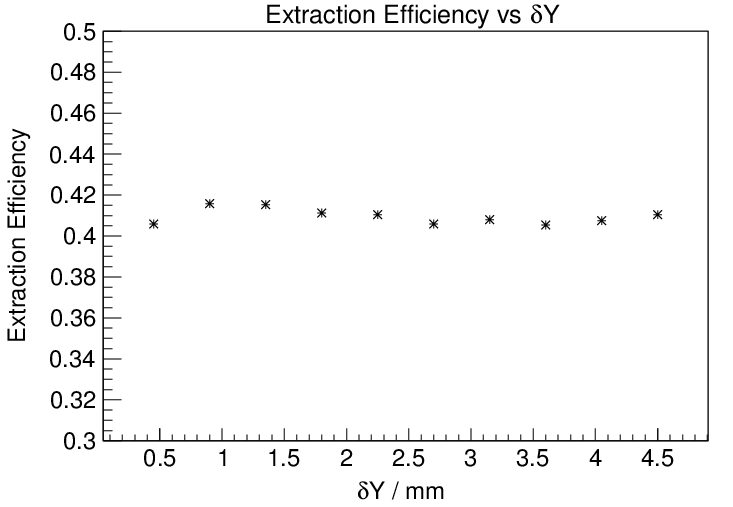 Extraction Efficiency vs δY
0.5
0.48
0.46
0.44
0.42
0.4
0.38
0.36
0.34
0.32
0.3
Extraction Efficiency
0.5 1 1.5 2 2.5 3 3.5 4 4.5
δY / mm